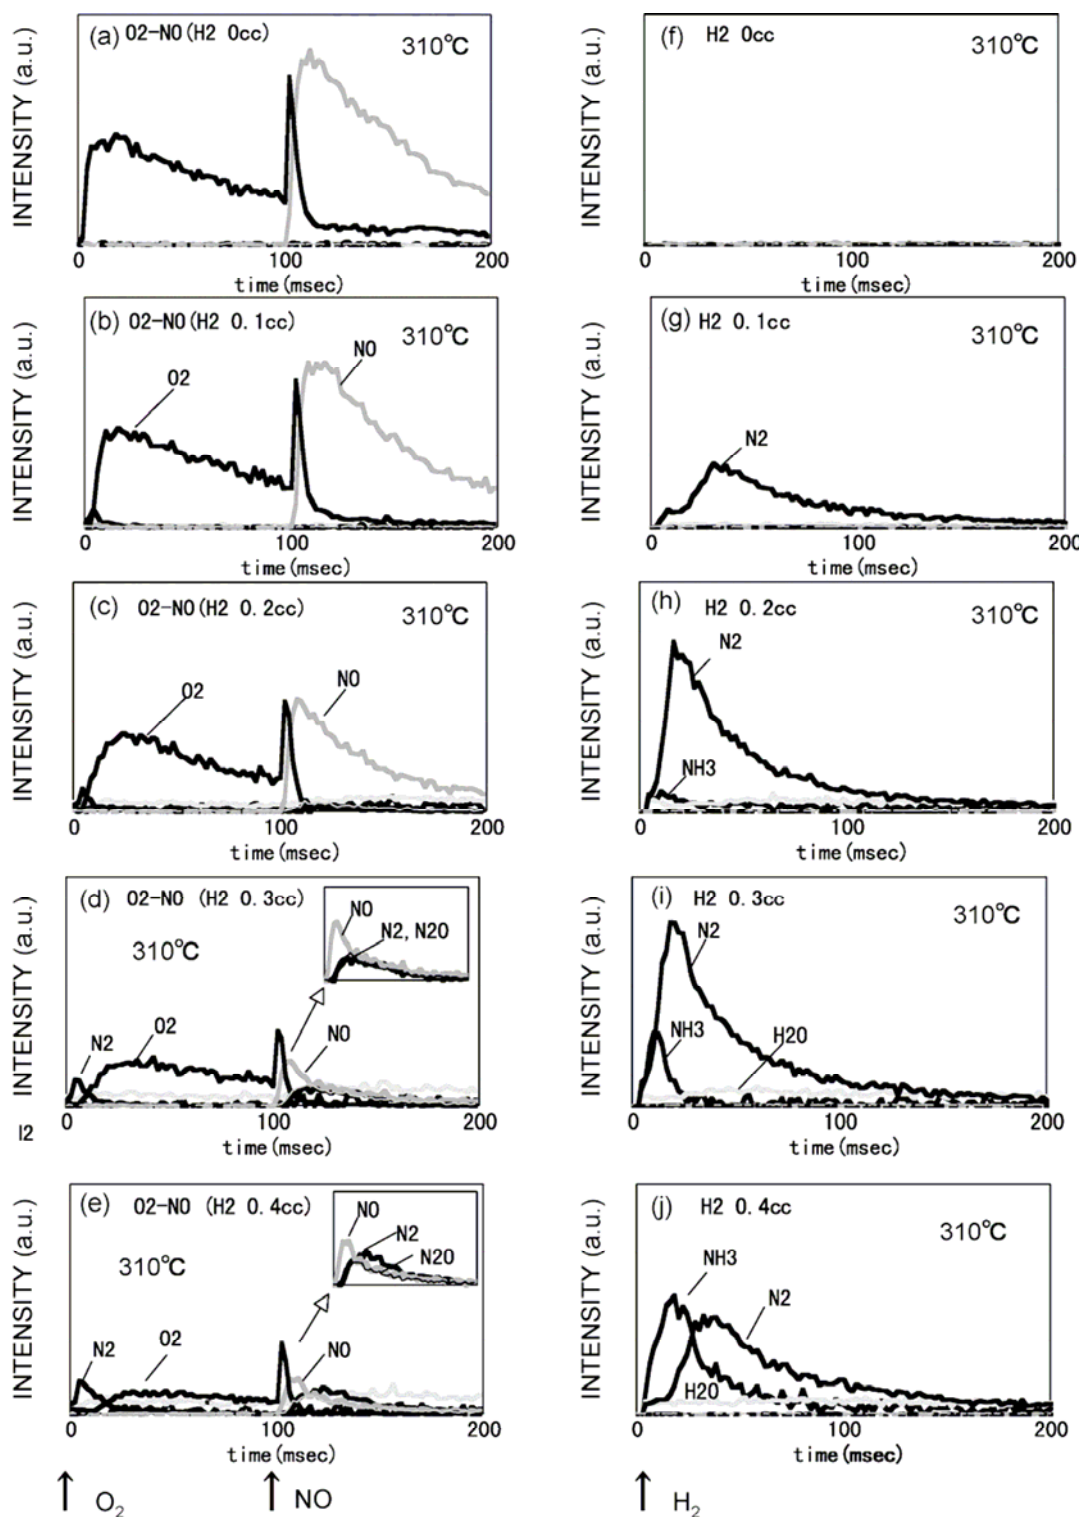 (a) O2-NO(H2 0cc) 310℃
INTENSITY (a.u.)
0 100 200
time(msec)
(f) H2 0cc 310℃
INTENSITY (a.u.)
0 100 200
time(msec)
(b) O2-NO(H2 0.1cc) 310℃
INTENSITY (a.u.)
O2
NO
0 100 200
time(msec)
(g) H2 0.1cc 310℃
INTENSITY (a.u.)
N2
0 100 200
time(msec)
(c) O2-NO(H2 0.2cc) 310℃
INTENSITY (a.u.)
O2
NO
0 100 200
time(msec)
(h) H2 0.2cc 310℃
INTENSITY (a.u.)
N2
NH3
0 100 200
time(msec)
(d) O2-NO (H2 0.3cc)
310℃
INTENSITY (a.u.)
NO
N2, N2O
N2
O2
NO
0 100 200
time(msec)
I2
(i) H2 0.3cc 310℃
INTENSITY (a.u.)
N2
NH3
H2O
0 100 200
time(msec)
(e) O2-NO (H2 0.4cc)
310℃
INTENSITY (a.u.)
NO
N2
N2O
N2
O2
NO
0 100 200
time(msec)
(j) H2 0.4cc 310℃
INTENSITY (a.u.)
NH3
N2
H2O
0 100 200
time(msec)
↑ O₂ ↑ NO ↑ H₂